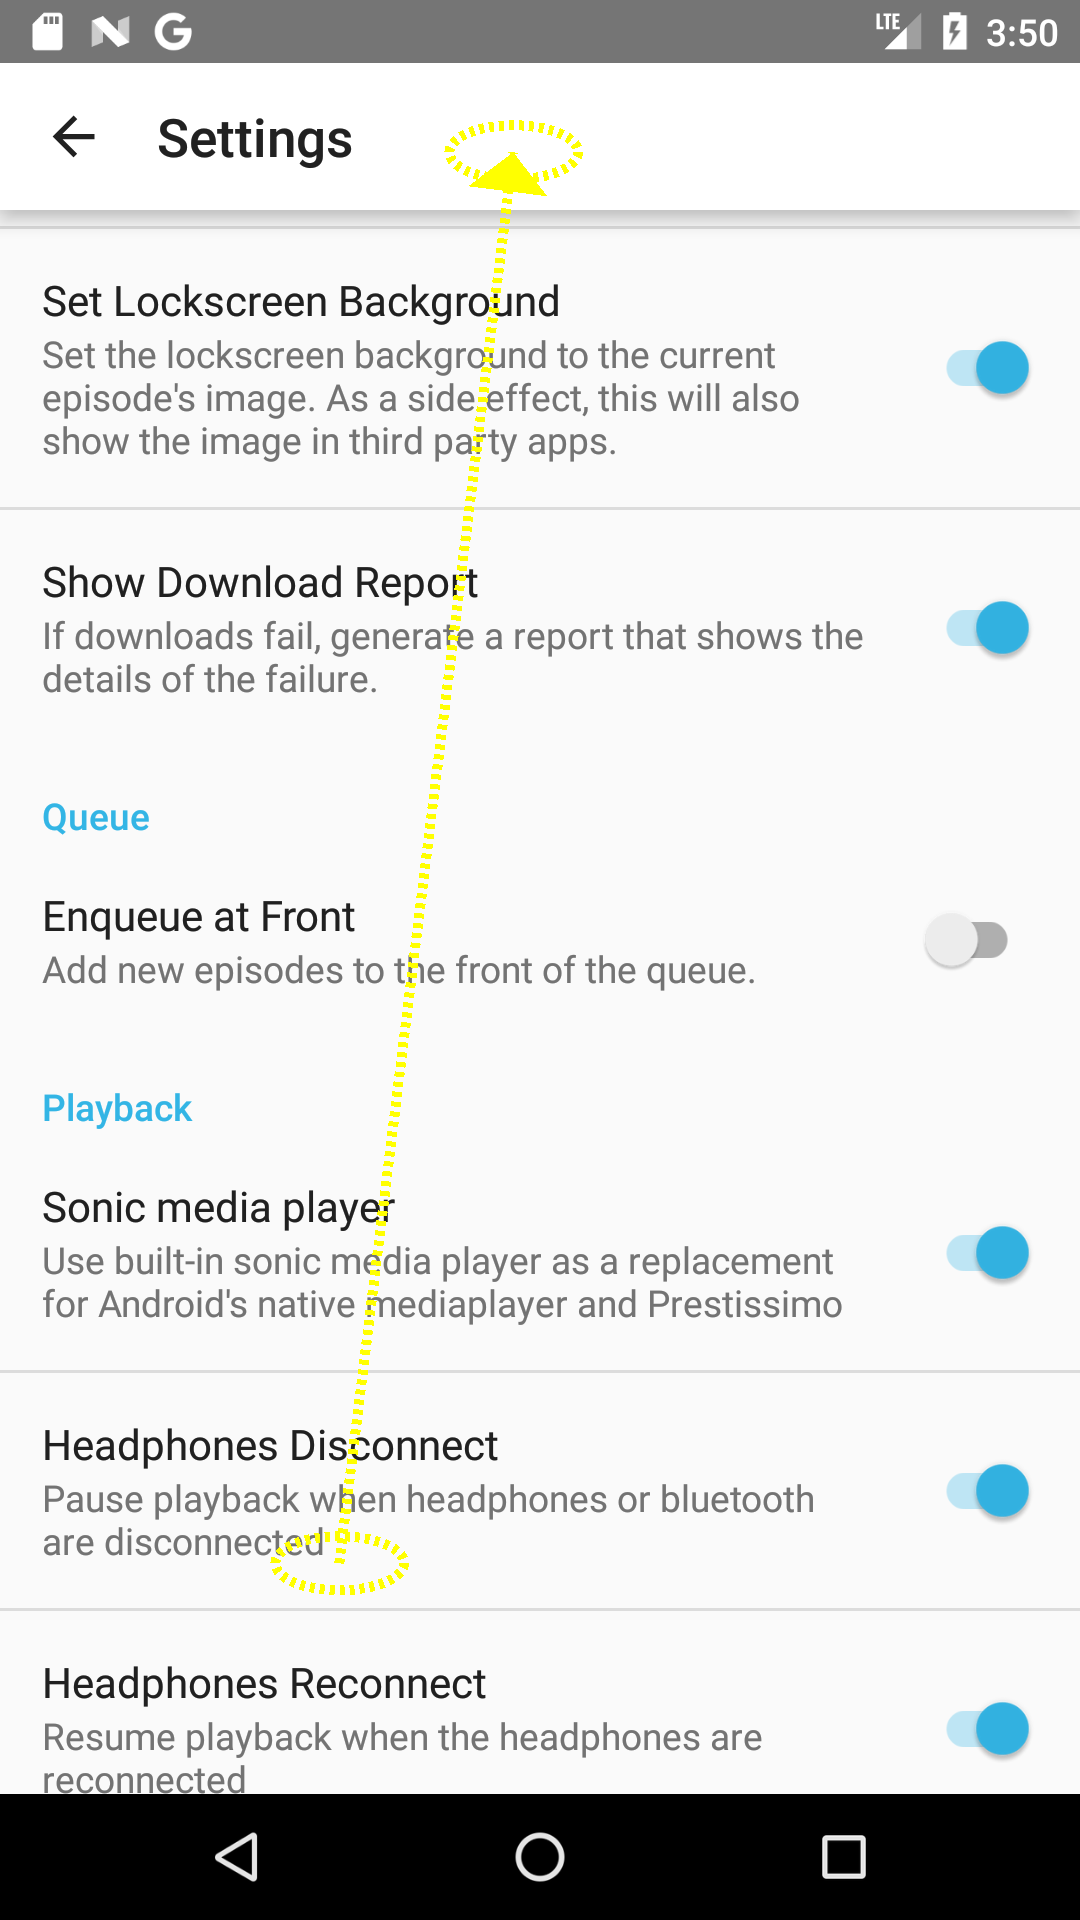 LTE 3:50
Settings
Set Lockscreen Background
Set the lockscreen background to the current
episode's image. As a side effect, this will also
show the image in third party apps.
Show Download Report
If downloads fail, generate a report that shows the
details of the failure.
Queue
Enqueue at Front
Add new episodes to the front of the queue.
Playback
Sonic media player
Use built-in sonic media player as a replacement
for Android's native mediaplayer and Prestissimo
Headphones Disconnect
Pause playback when headphones or bluetooth
are disconnected
Headphones Reconnect
Resume playback when the headphones are
reconnected